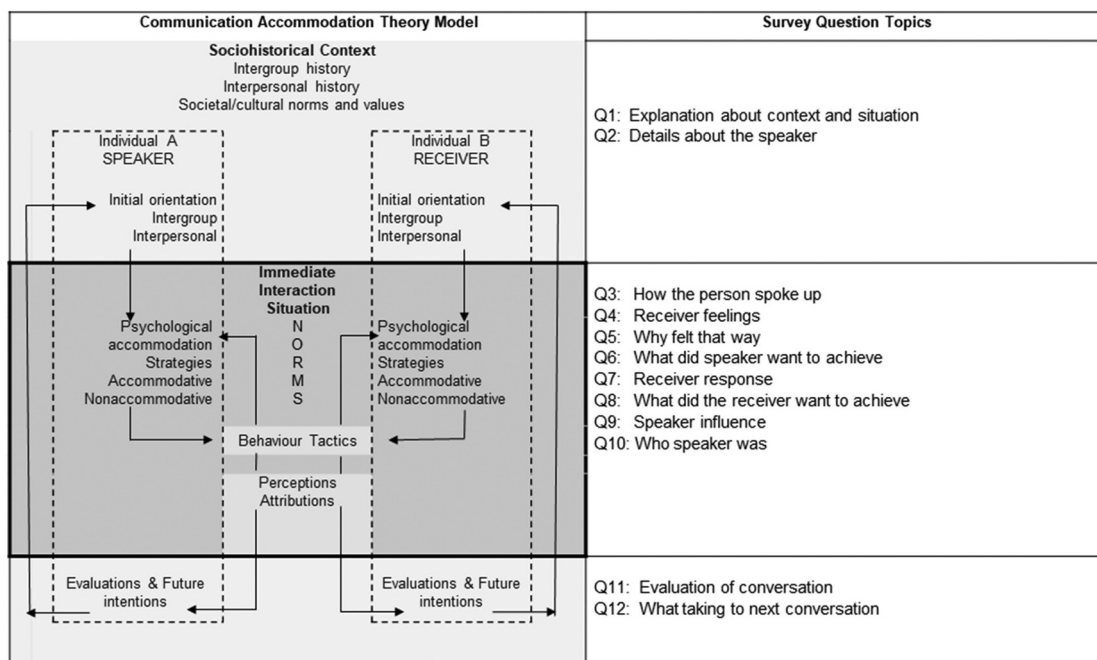 Communication Accommodation Theory Model
Survey Question Topics
Sociohistorical Context
Intergroup history
Interpersonal history
Societal/cultural norms and values
Individual A
SPEAKER
Individual B
RECEIVER
Initial orientation
Intergroup
Interpersonal
Initial orientation
Intergroup
Interpersonal
Q1: Explanation about context and situation
Q2: Details about the speaker
Immediate
Interaction
Situation
N
O
R
M
S
Psychological
accommodation
Strategies
Accommodative
Nonaccommodative
Psychological
accommodation
Strategies
Accommodative
Nonaccommodative
Behaviour Tactics
Perceptions
Attributions
Q3: How the person spoke up
Q4: Receiver feelings
Q5: Why felt that way
Q6: What did speaker want to achieve
Q7: Receiver response
Q8: What did the receiver want to achieve
Q9: Speaker influence
Q10: Who speaker was
Evaluations & Future
intentions
Evaluations & Future
intentions
Q11: Evaluation of conversation
Q12: What taking to next conversation